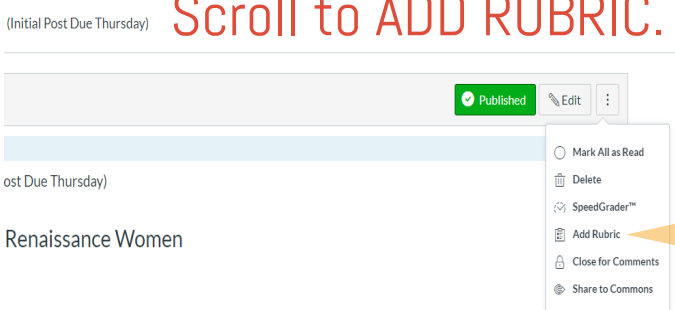 (Initial Post Due Thursday) Scroll to ADD RUBRIC.
Published Edit
Mark All as Read
ost Due Thursday)
Delete
SpeedGrader™
Renaissance Women
Add Rubric
Close for Comments
Share to Commons